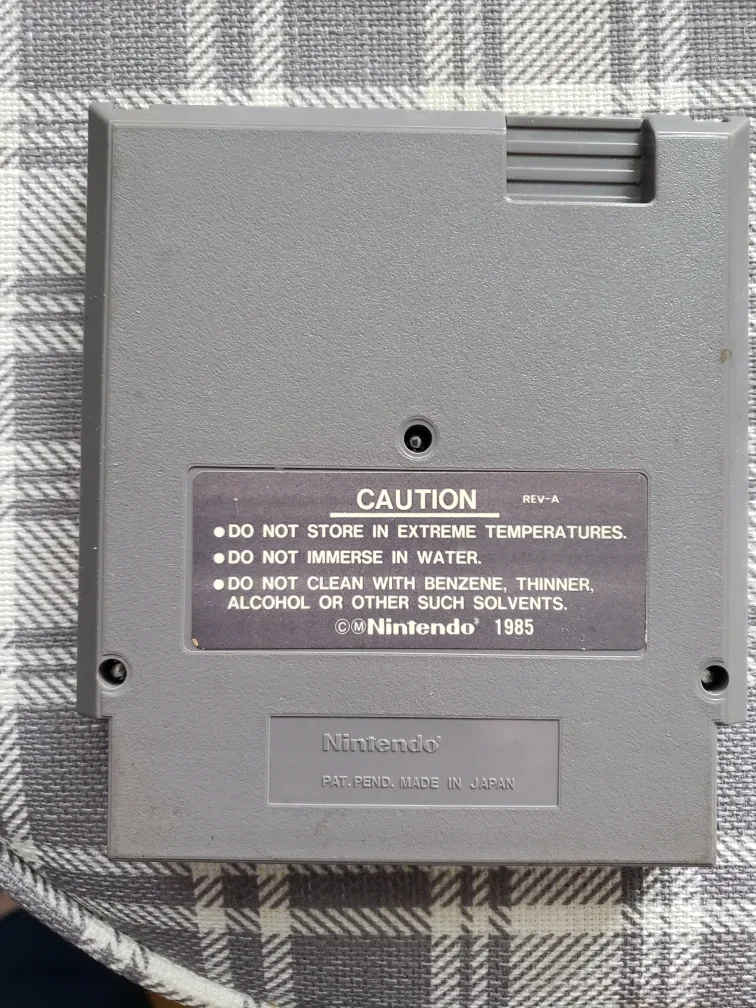 CAUTION REV-A
●DO NOT STORE IN EXTREME TEMPERATURES.
●DO NOT IMMERSE IN WATER.
●DO NOT CLEAN WITH BENZENE, THINNER,
ALCOHOL OR OTHER SUCH SOLVENTS.
©ⓂNintendo® 1985
Nintendo®
PAT. PEND. MADE IN JAPAN